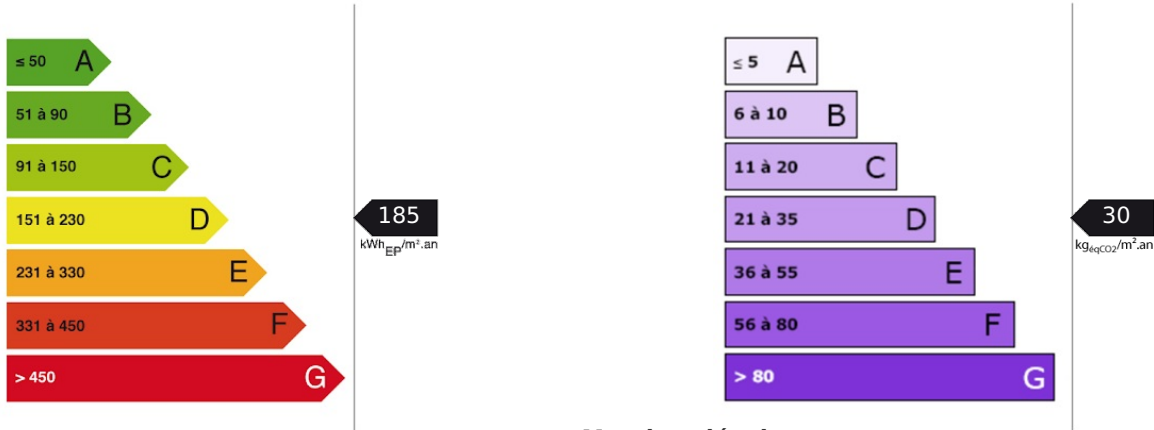 ≤ 50 A
51 à 90 B
91 à 150 C
151 à 230 D
231 à 330 E
331 à 450 F
> 450 G
185
kWhEP/m².an
≤ 5 A
6 à 10 B
11 à 20 C
21 à 35 D
36 à 55 E
56 à 80 F
> 80 G
30
kgéqCO2/m².an